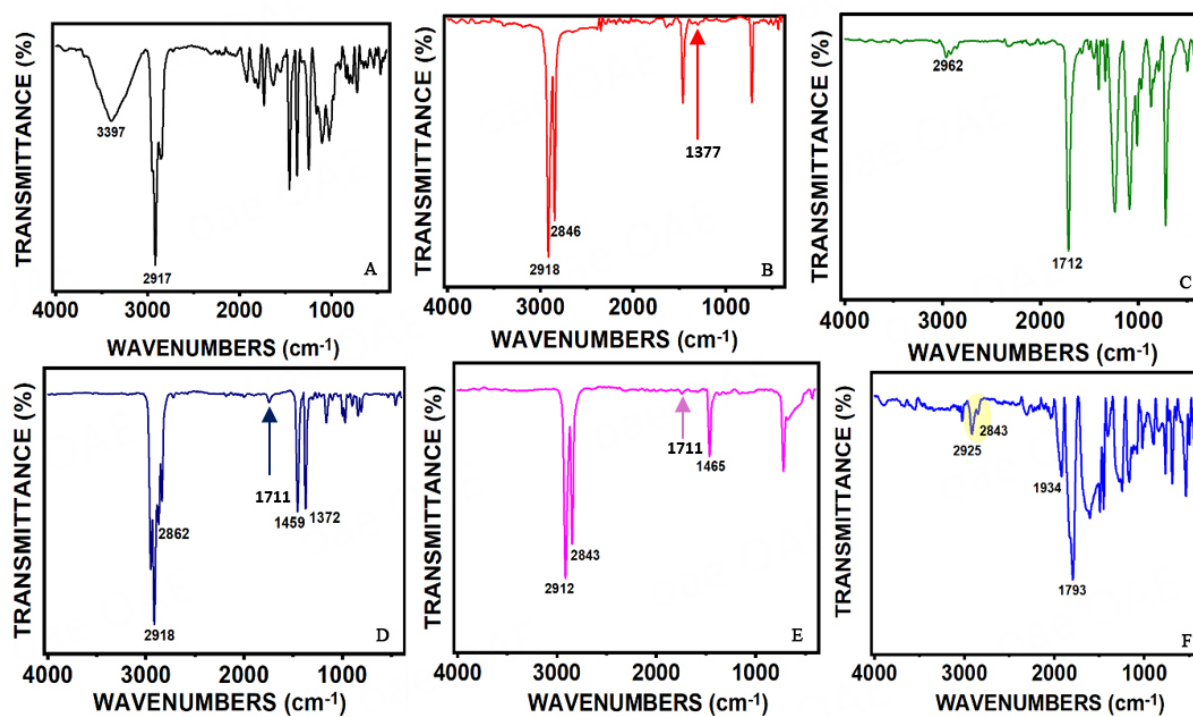 TRANSMITTANCE (%)
3397
2917
A
4000 3000 2000 1000
WAVENUMBERS (cm-1)
TRANSMITTANCE (%)
1377
2846
2918
B
4000 3000 2000 1000
WAVENUMBERS (cm-1)
TRANSMITTANCE (%)
2962
1712
C
4000 3000 2000 1000
WAVENUMBERS (cm-1)
TRANSMITTANCE (%)
1711
2862
1459
1372
2918
D
4000 3000 2000 1000
WAVENUMBERS (cm-1)
TRANSMITTANCE (%)
1711
1465
2843
2912
E
4000 3000 2000 1000
WAVENUMBERS (cm-1)
TRANSMITTANCE (%)
2843
2925
1934
1793
F
4000 3000 2000 1000
WAVENUMBERS (cm-1)